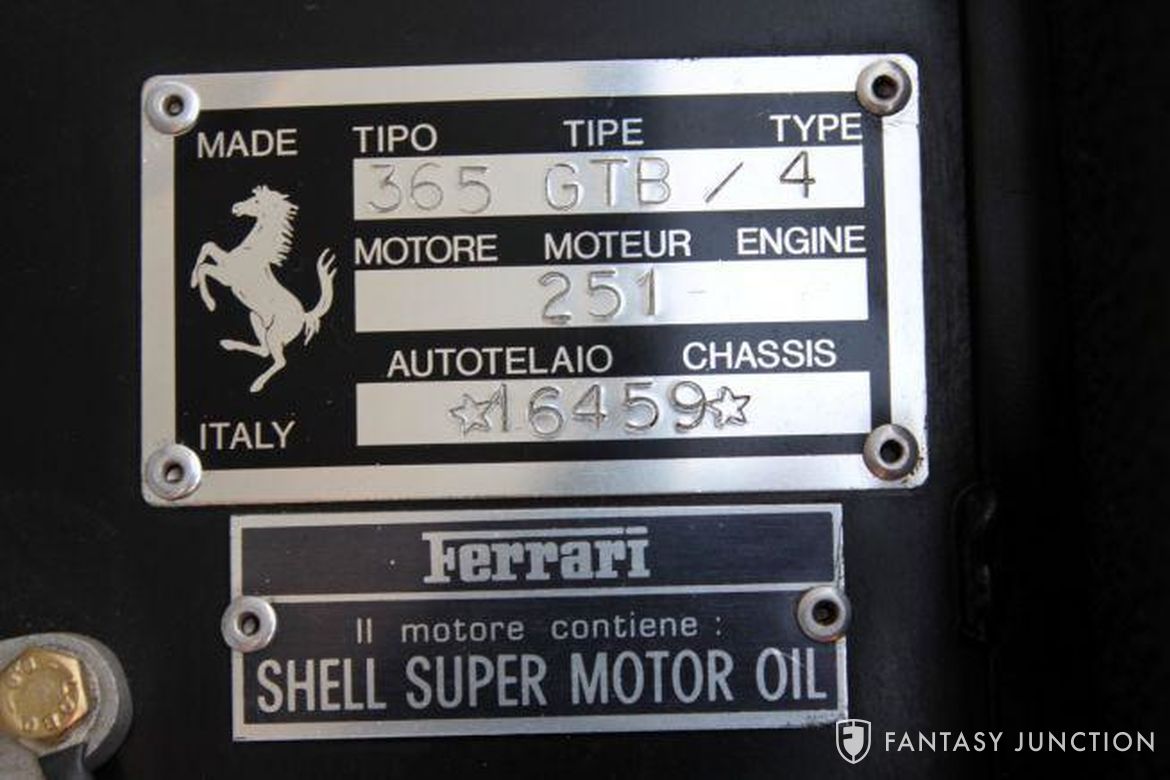 MADE
ITALY
TIPO TIPE TYPE
365 GTB / 4
MOTORE MOTEUR ENGINE
251
AUTOTELAIO CHASSIS
☆16459☆
Ferrari
Il motore contiene :
SHELL SUPER MOTOR OIL
FANTASY JUNCTION